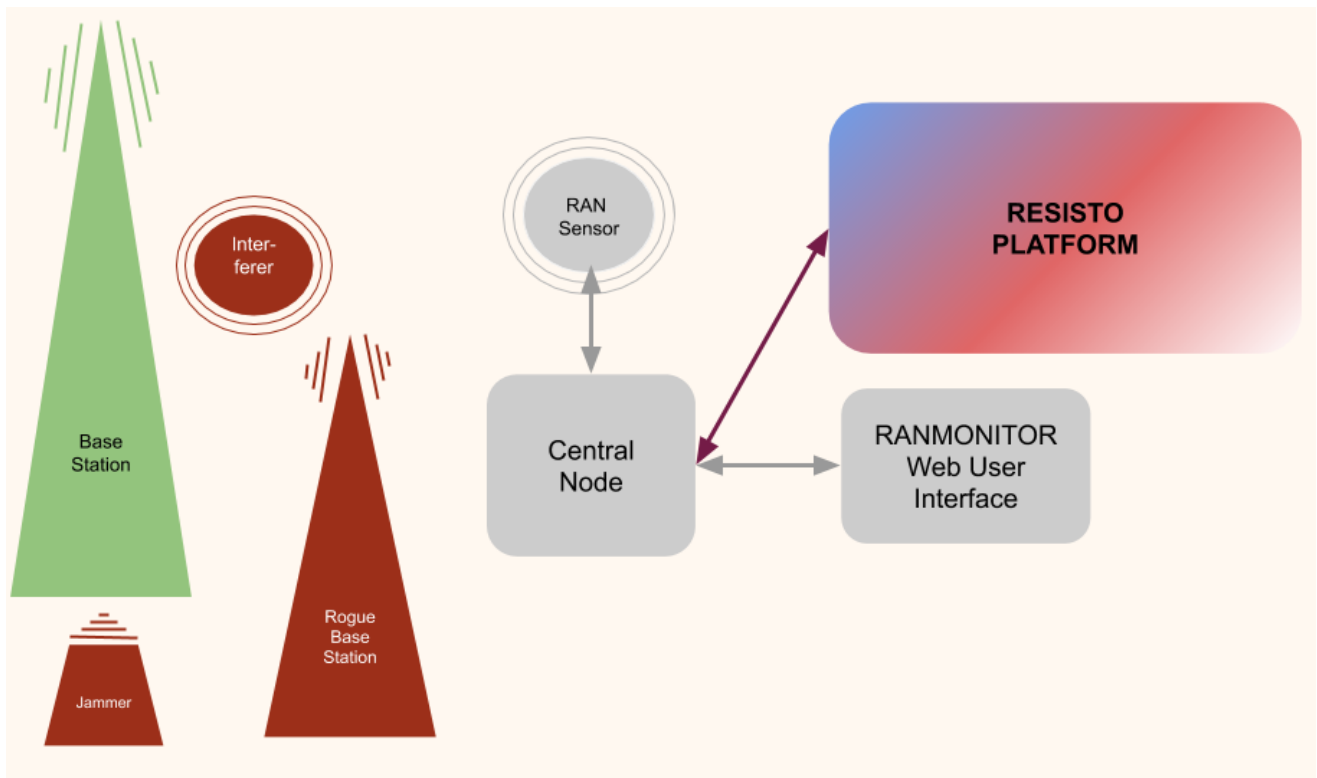 Inter-
ferer
RAN
Sensor
RESISTO
PLATFORM
Base
Station
Central
Node
RANMONITOR
Web User
Interface
Rogue
Base
Station
Jammer